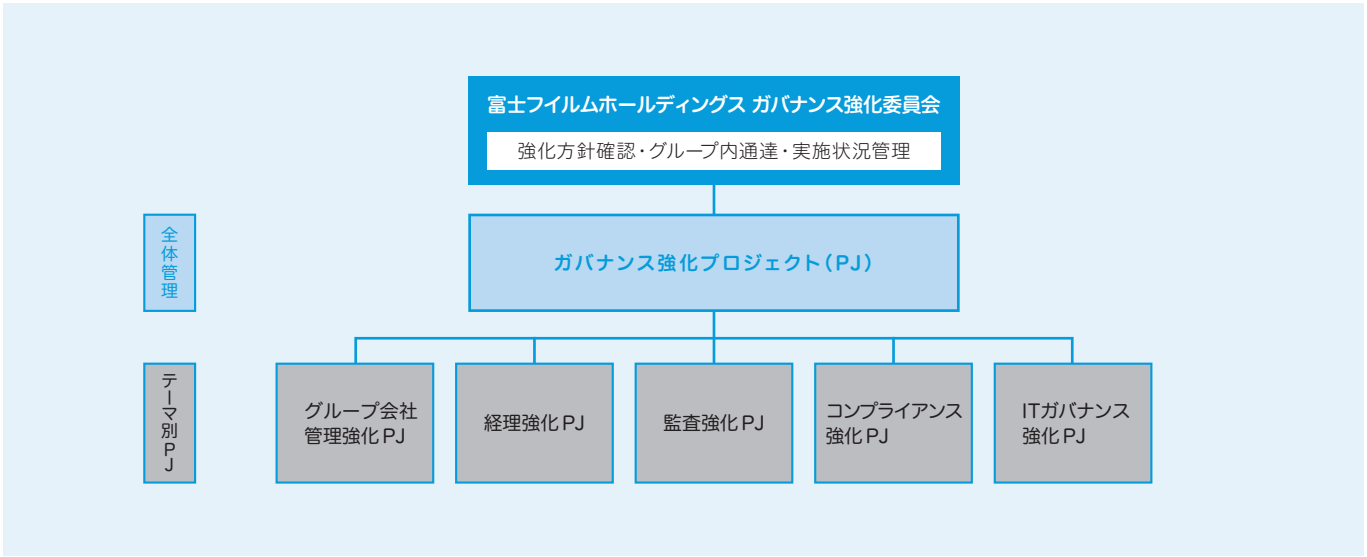 富士フイルムホールディングス ガバナンス強化委員会
強化方針確認・グループ内通達・実施状況管理
全体管理
ガバナンス強化プロジェクト（PJ）
テーマ別PJ
グループ会社
管理強化PJ
経理強化PJ
監査強化PJ
コンプライアンス
強化PJ
ITガバナンス
強化PJ